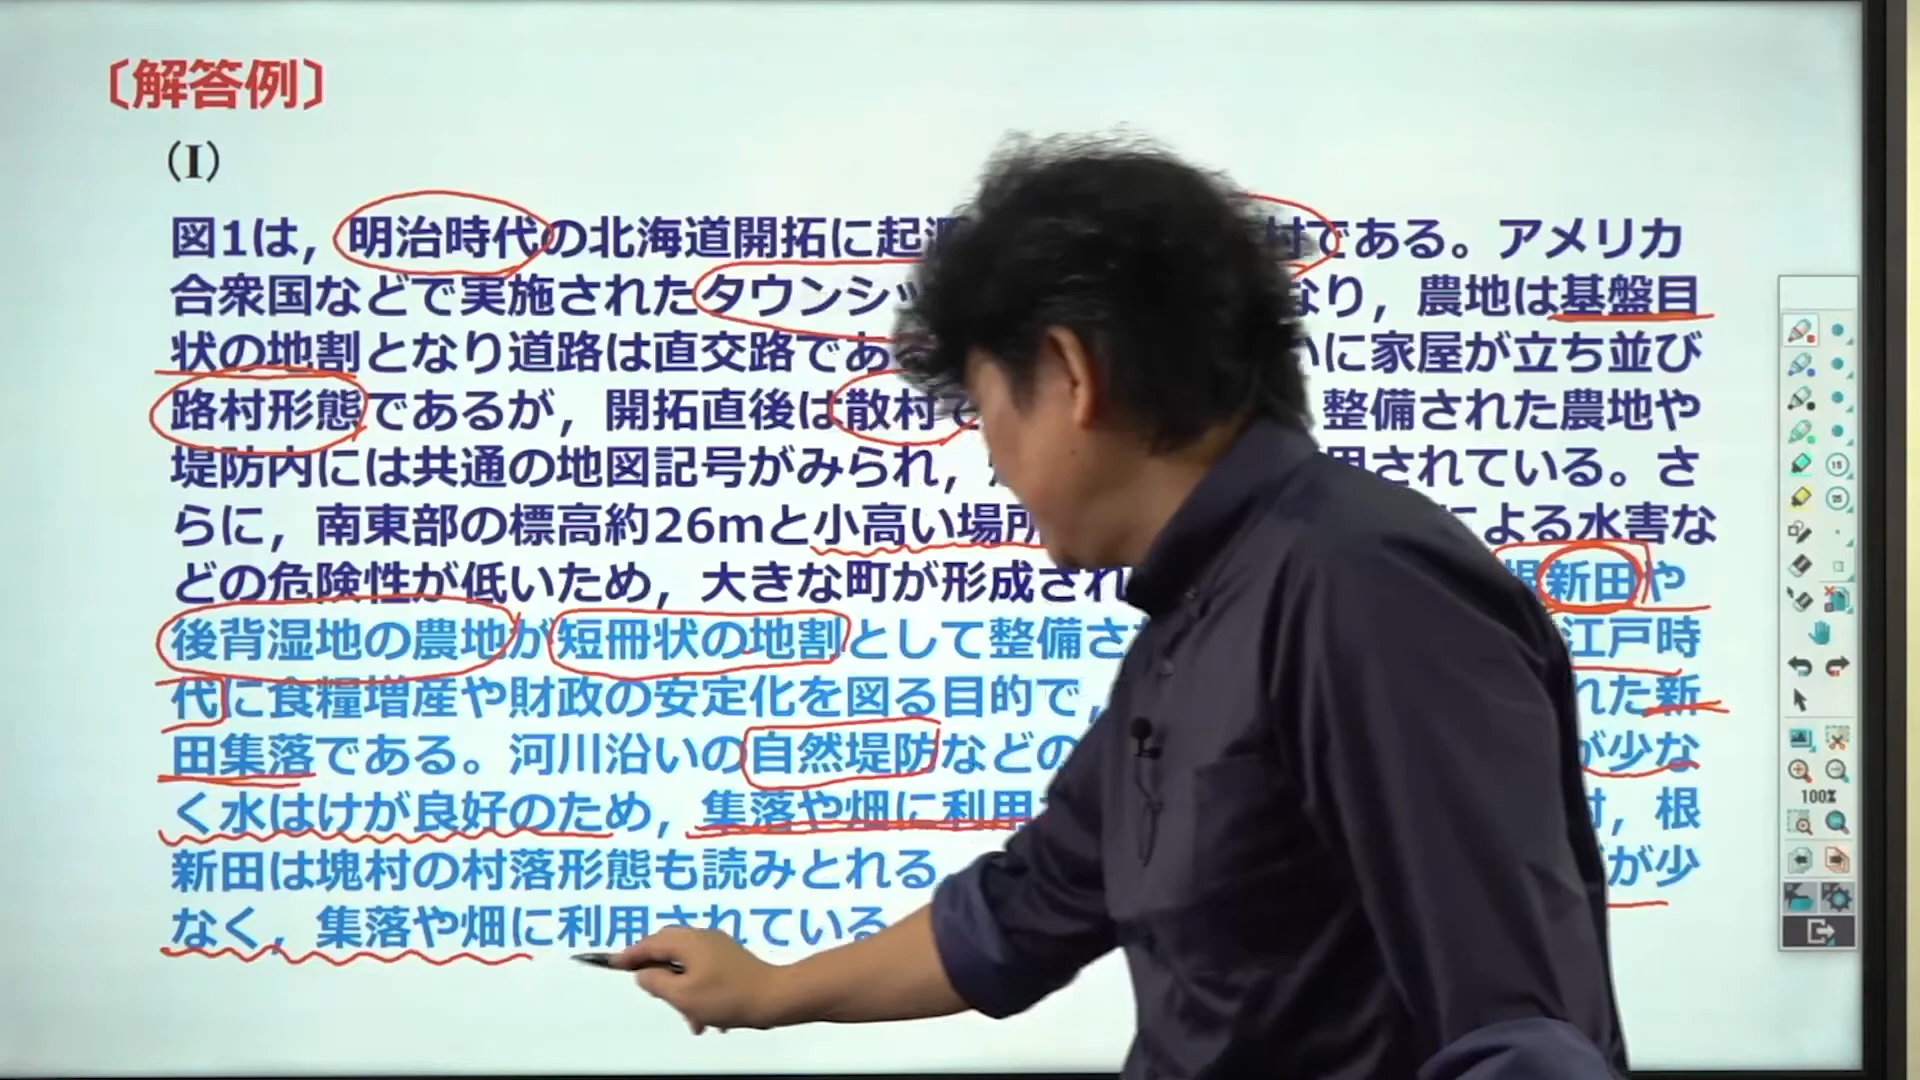 〔解答例〕
(I)
図1は，明治時代の北海道開拓に起 村である。アメリカ
合衆国などで実施されたタウンシッ なり，農地は基盤目
状の地割となり道路は直交路であ に家屋が立ち並び
路村形態であるが，開拓直後は散村で 整備された農地や
堤防内には共通の地図記号がみられ， 用されている。さ
らに，南東部の標高約26mと小高い場所 による水害な
どの危険性が低いため，大きな町が形成され 根新田や
後背湿地の農地が短冊状の地割として整備さ 江戸時
代に食糧増産や財政の安定化を図る目的で， れた新
田集落である。河川沿いの自然堤防などの が少な
く水はけが良好のため，集落や畑に利用 村，根
新田は塊村の村落形態も読みとれる が少
なく，集落や畑に利用されている
15
25
100%